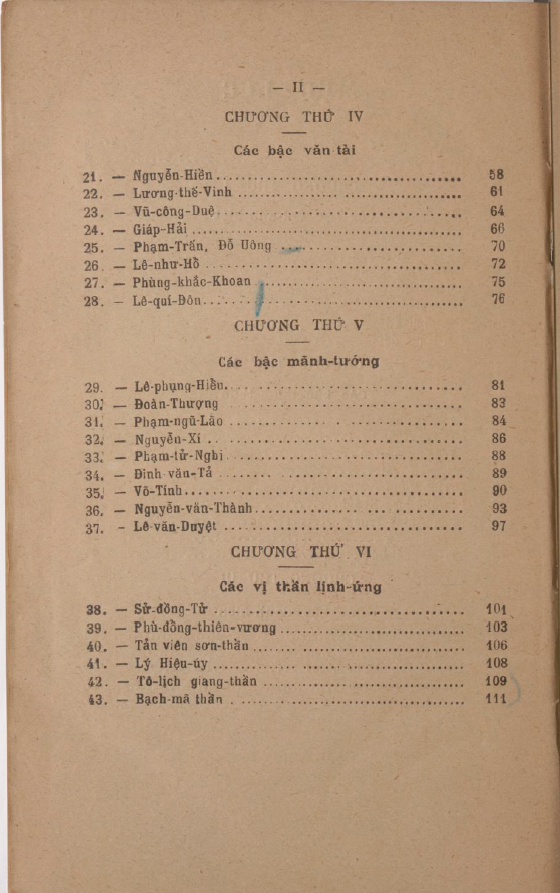 — II —
CHƯƠNG THỨ IV
Các bậc văn tài
21. — Nguyễn-Hiền ........................................ 58
22. — Lương-thế-Vinh ........................................ 61
23. — Vũ-công-Duệ ........................................ 64
24. — Giáp-Hải ........................................ 66
25. — Phạm-Trấn, Đỗ Uông ........................................ 70
26. — Lê-như-Hồ ........................................ 72
27. — Phùng-khắc-Khoan ........................................ 75
28. — Lê-quí-Đôn ........................................ 76
CHƯƠNG THỨ V
Các bậc mãnh-tướng
29. — Lê-phụng-Hiểu ........................................ 81
30. — Đoàn-Thượng ........................................ 83
31. — Phạm-ngũ-Lão ........................................ 84
32. — Nguyễn-Xí ........................................ 86
33. — Phạm-tử-Nghi ........................................ 88
34. — Đinh-văn-Tả ........................................ 89
35. — Võ-Tính ........................................ 90
36. — Nguyễn-văn-Thành ........................................ 93
37. - Lê-văn-Duyệt ........................................ 97
CHƯƠNG THỨ VI
Các vị thần linh-ứng
38. — Sử-đồng-Tử ........................................ 101
39. — Phù-đồng-thiên-vương ........................................ 103
40. — Tản viên sơn-thần ........................................ 106
41. — Lý Hiệu-úy ........................................ 108
42. — Tô-lịch giang-thần ........................................ 109
43. — Bạch-mã thần ........................................ 111